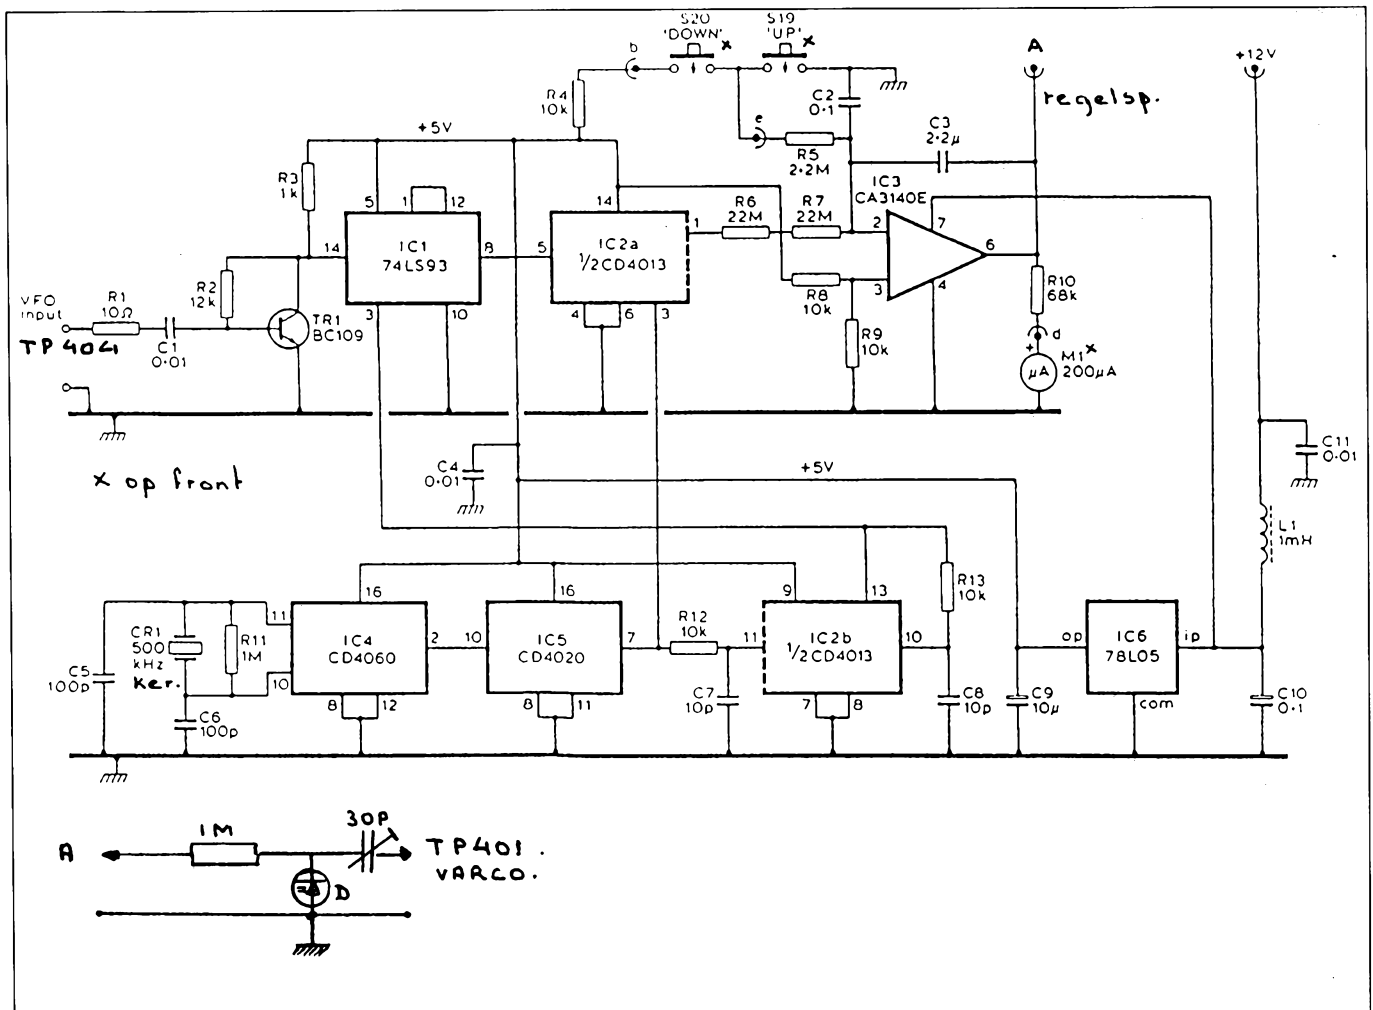 S20
'DOWN' x
S19
'UP' x
b
A
+12V
regelsp.
R4
10k
C2
0.1
e
R5
2.2M
C3
2.2µ
+5V
R3
1k
5
1
12
14
IC1
74LS93
8
3
10
14
5
IC2a
1/2CD4013
1
4
6
3
R6
22M
R7
22M
R8
10k
R9
10k
IC3
CA3140E
2
3
7
4
6
R10
68k
d
+
µA
M1 x
200µA
VFO
input
TP404
R1
10Ω
C1
0.01
R2
12k
TR1
BC109
x op front
C4
0.01
+5V
C11
0.01
L1
1mH
C5
100p
CR1
500
kHz
Ker.
R11
1M
C6
100p
11
10
16
IC4
CD4060
2
8
12
10
16
IC5
CD4020
7
8
11
R12
10k
C7
10p
11
9
13
IC2b
1/2CD4013
10
7
8
R13
10k
C8
10p
C9
10µ
op
IC6
78L05
ip
com
C10
0.1
A
1M
30P
TP401.
VARCO.
D